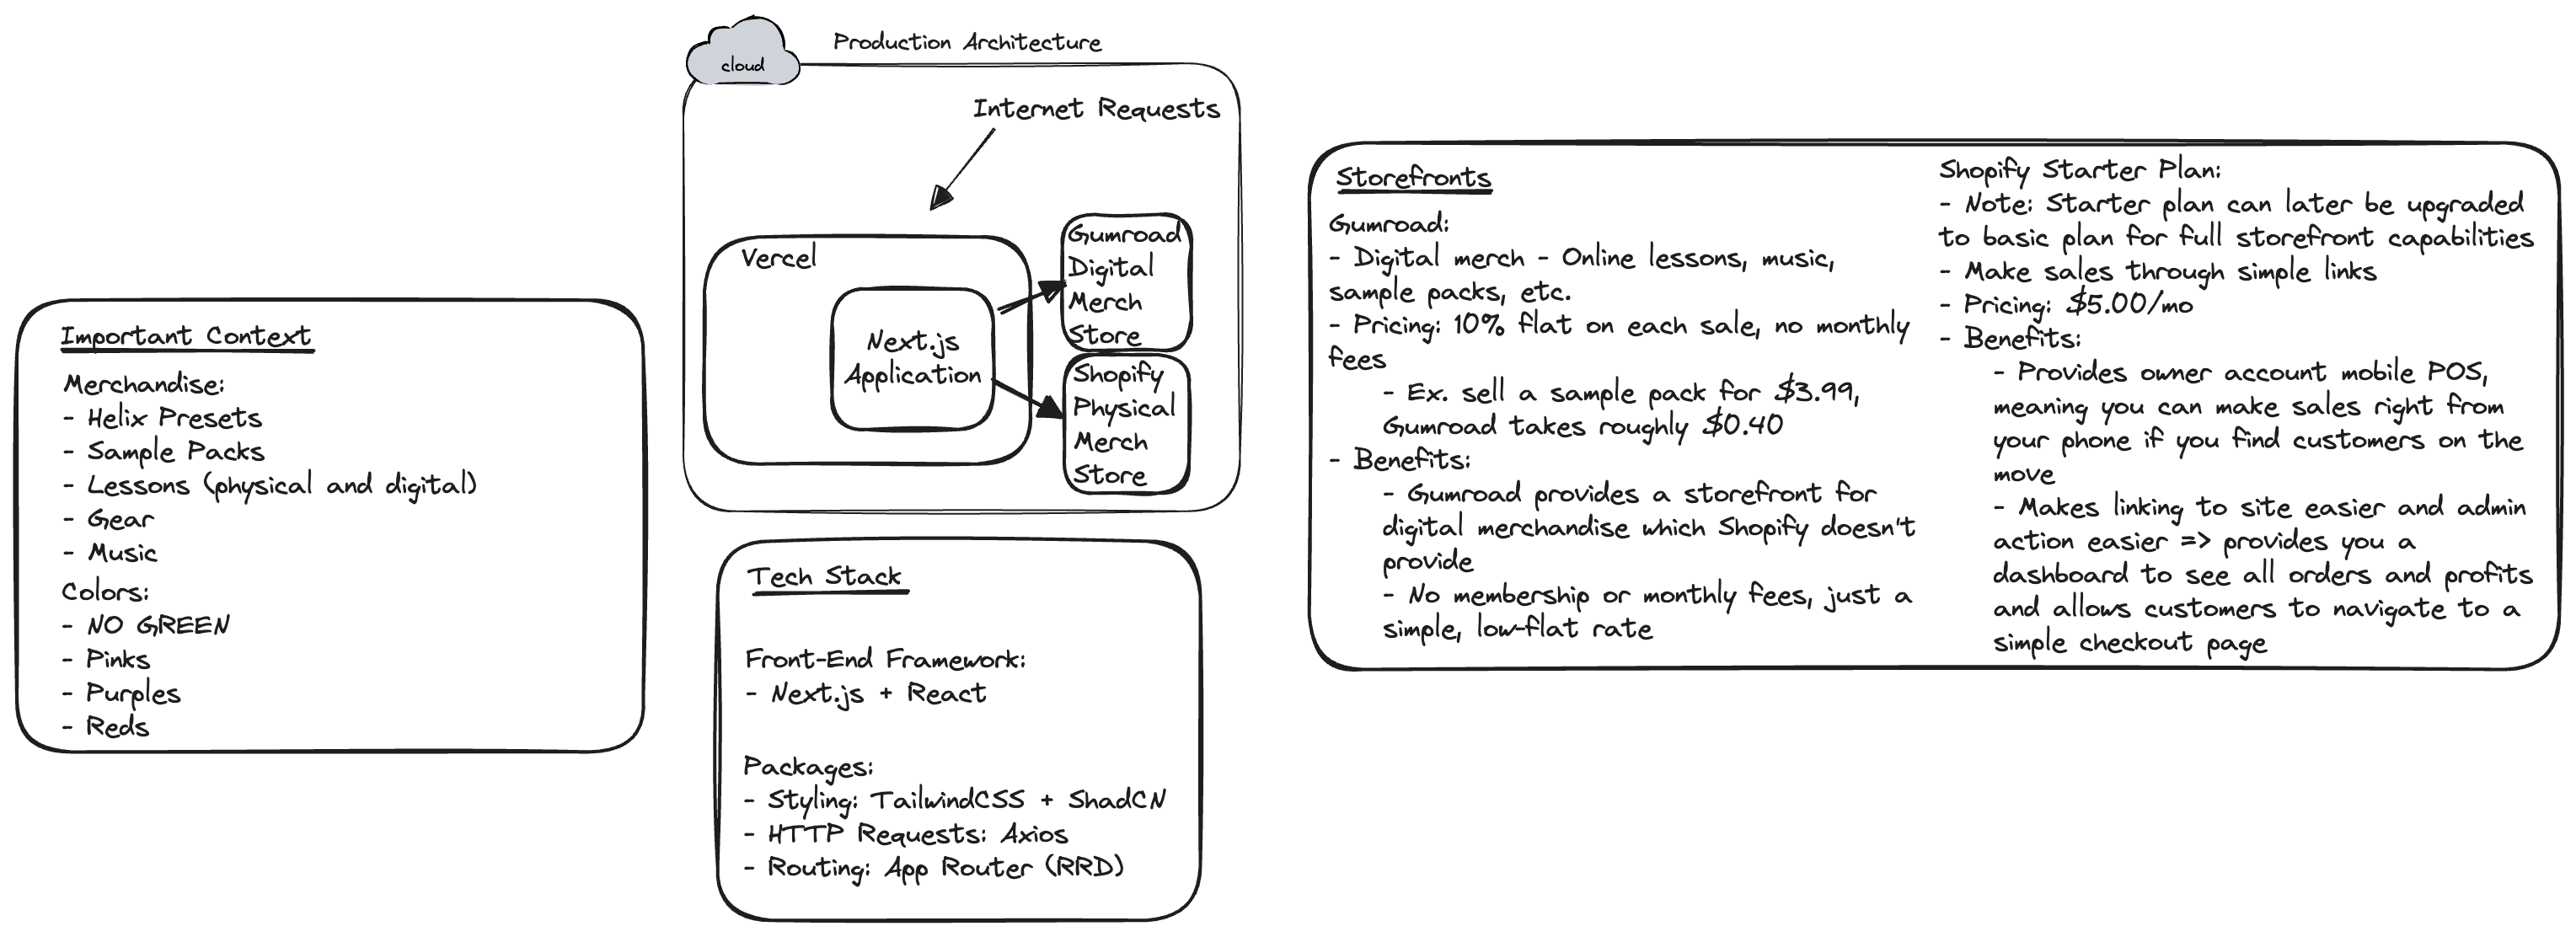 cloud
Production Architecture
Internet Requests
Vercel
Next.js
Application
Gumroad
Digital
Merch
Store
Shopify
Physical
Merch
Store
Important Context
Merchandise:
- Helix Presets
- Sample Packs
- Lessons (physical and digital)
- Gear
- Music
Colors:
- NO GREEN
- Pinks
- Purples
- Reds
Tech Stack
Front-End Framework:
- Next.js + React
Packages:
- Styling: TailwindCSS + ShadCN
- HTTP Requests: Axios
- Routing: App Router (RRD)
Storefronts
Gumroad:
- Digital merch - Online lessons, music,
sample packs, etc.
- Pricing: 10% flat on each sale, no monthly
fees
- Ex. sell a sample pack for $3.99,
Gumroad takes roughly $0.40
- Benefits:
- Gumroad provides a storefront for
digital merchandise which Shopify doesn't
provide
- No membership or monthly fees, just a
simple, low-flat rate
Shopify Starter Plan:
- Note: Starter plan can later be upgraded
to basic plan for full storefront capabilities
- Make sales through simple links
- Pricing: $5.00/mo
- Benefits:
- Provides owner account mobile POS,
meaning you can make sales right from
your phone if you find customers on the
move
- Makes linking to site easier and admin
action easier => provides you a
dashboard to see all orders and profits
and allows customers to navigate to a
simple checkout page